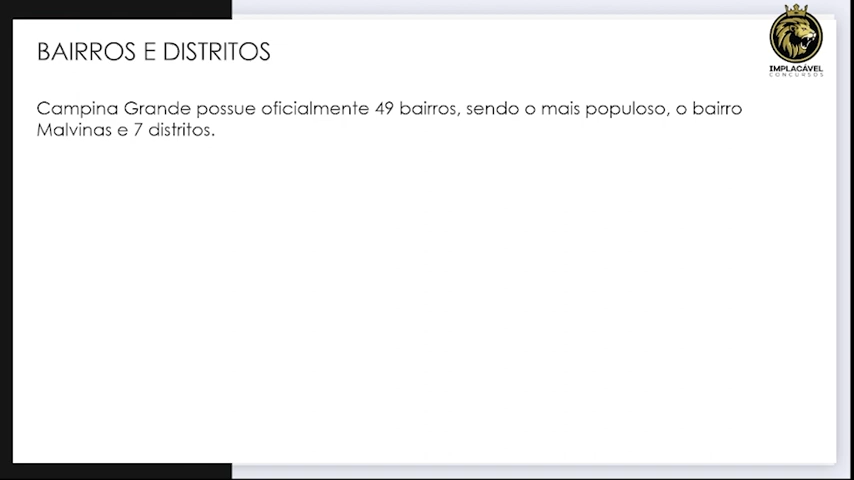 BAIRROS E DISTRITOS
IMPLACÁVEL
CONCURSOS
Campina Grande possue oficialmente 49 bairros, sendo o mais populoso, o bairro
Malvinas e 7 distritos.